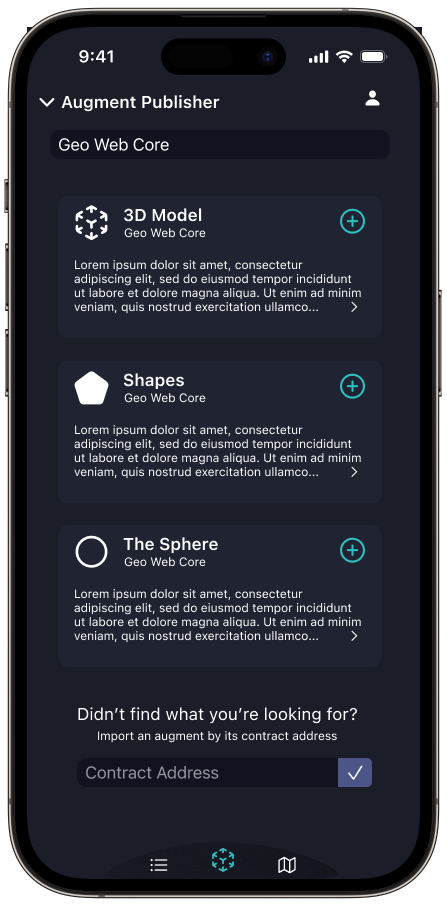 9:41
Augment Publisher
Geo Web Core
3D Model
Geo Web Core
Lorem ipsum dolor sit amet, consectetur
adipiscing elit, sed do eiusmod tempor incididunt
ut labore et dolore magna aliqua. Ut enim ad minim
veniam, quis nostrud exercitation ullamco...
Shapes
Geo Web Core
Lorem ipsum dolor sit amet, consectetur
adipiscing elit, sed do eiusmod tempor incididunt
ut labore et dolore magna aliqua. Ut enim ad minim
veniam, quis nostrud exercitation ullamco...
The Sphere
Geo Web Core
Lorem ipsum dolor sit amet, consectetur
adipiscing elit, sed do eiusmod tempor incididunt
ut labore et dolore magna aliqua. Ut enim ad minim
veniam, quis nostrud exercitation ullamco...
Didn't find what you're looking for?
Import an augment by its contract address
Contract Address